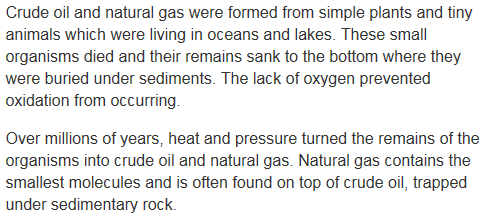 Crude oil and natural gas were formed from simple plants and tiny
animals which were living in oceans and lakes. These small
organisms died and their remains sank to the bottom where they
were buried under sediments. The lack of oxygen prevented
oxidation from occurring.
Over millions of years, heat and pressure turned the remains of the
organisms into crude oil and natural gas. Natural gas contains the
smallest molecules and is often found on top of crude oil, trapped
under sedimentary rock.